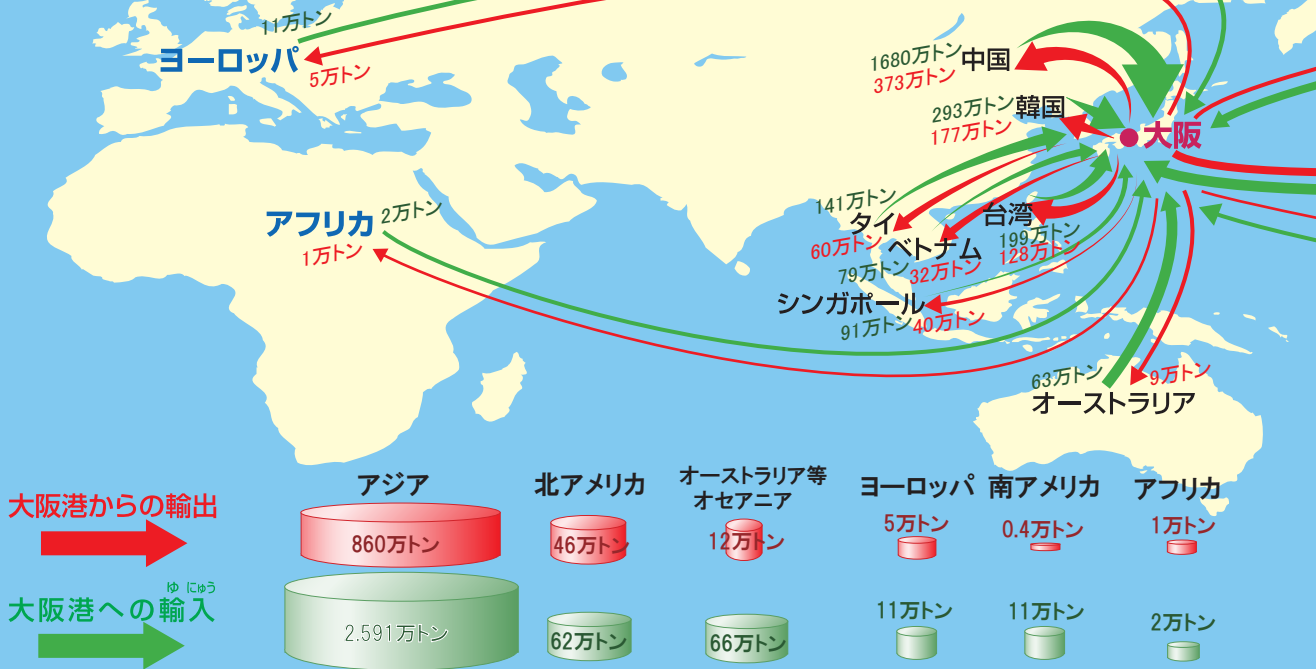 11万トン
ヨーロッパ
5万トン
1680万トン
中国
373万トン
293万トン
韓国
177万トン
大阪
アフリカ
2万トン
1万トン
141万トン
タイ
60万トン
台湾
199万トン
128万トン
ベトナム
79万トン
32万トン
シンガポール
91万トン
40万トン
63万トン
9万トン
オーストラリア
アジア
北アメリカ
オーストラリア等
オセアニア
ヨーロッパ
南アメリカ
アフリカ
大阪港からの輸出
860万トン
46万トン
12万トン
5万トン
0.4万トン
1万トン
ゆ にゅう
大阪港への輸入
2.591万トン
62万トン
66万トン
11万トン
11万トン
2万トン